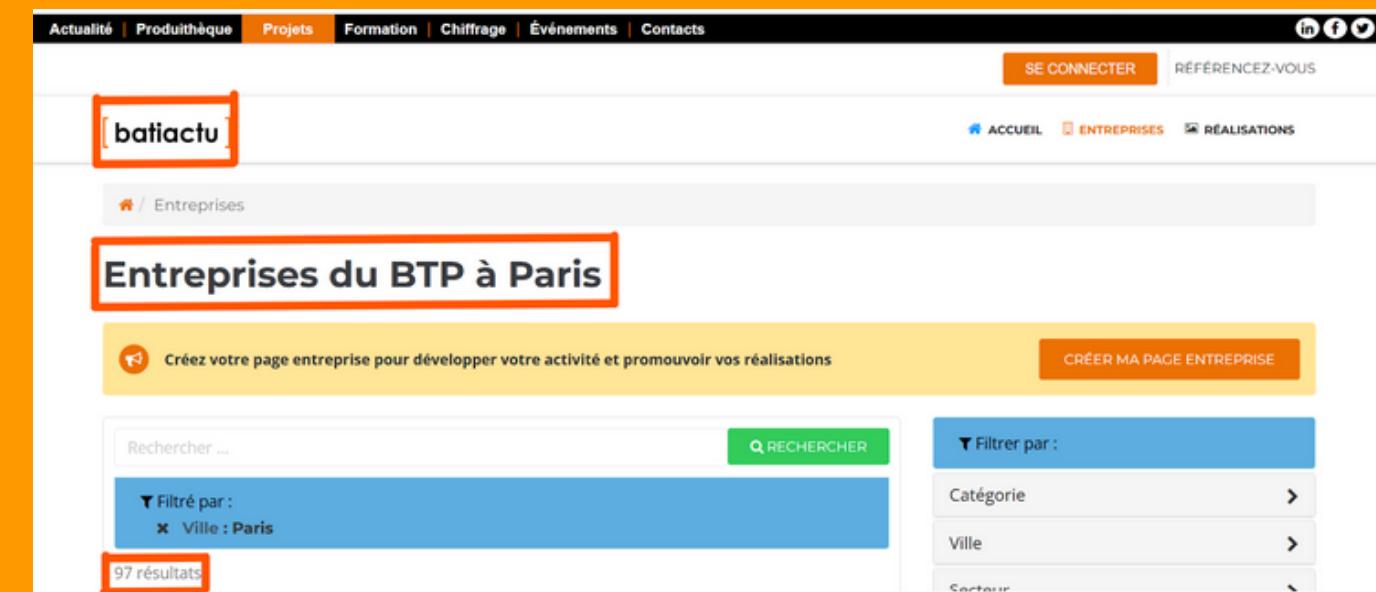 Actualité | Produithèque Projets Formation | Chiffrage | Événements | Contacts
SE CONNECTER RÉFÉRENCEZ-VOUS
[ batiactu ]
ACCUEIL ENTREPRISES RÉALISATIONS
/ Entreprises
Entreprises du BTP à Paris
Créez votre page entreprise pour développer votre activité et promouvoir vos réalisations
CRÉER MA PAGE ENTREPRISE
Rechercher ...
RECHERCHER
Filtré par :
Ville : Paris
97 résultats
Filtrer par :
Catégorie
Ville
Secteur